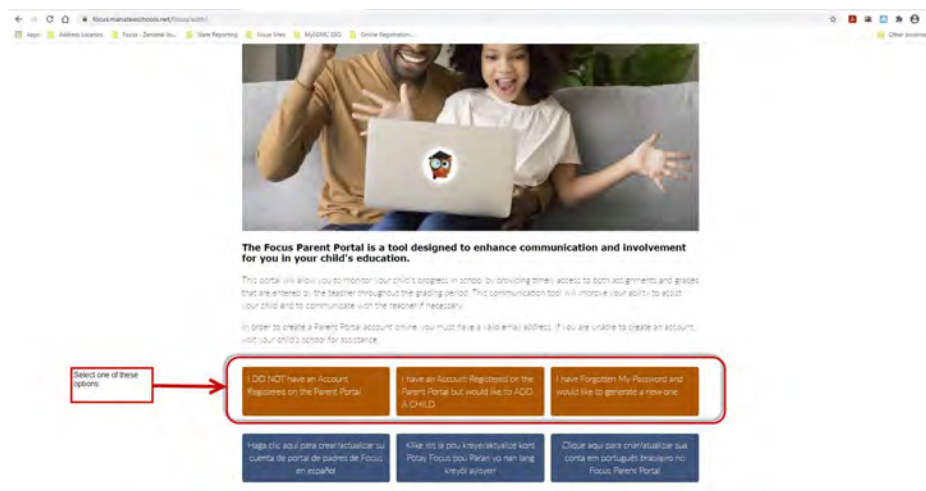 focus.manateeschools.net/focus/auth/
Apps Address Locators Focus - Zonenal Inc... State Reporting Focus Sites MySDMC SSO Online Registration... Other bookmar
The Focus Parent Portal is a tool designed to enhance communication and involvement
for you in your child's education.
This portal will allow you to monitor your child's progress in school by providing timely access to both assignments and grades
that are entered by the teacher throughout the grading period. This communication tool will improve your ability to assist
your child and to communicate with the teacher if necessary.
In order to create a Parent Portal account online, you must have a valid email address. If you are unable to create an account,
visit your child's school for assistance.
Select one of these
options:
I DO NOT have an Account
Registered on the Parent Portal
I have an Account Registered on the
Parent Portal but would like to ADD
A CHILD
I have Forgotten My Password and
would like to generate a new one
Haga clic aquí para crear/actualizar su
cuenta de portal de padres de Focus
en español
Klike isit la pou kreye/aktyalize kont
Pòtay Focus pou Paran yo nan lang
kreyòl ayisyen
Clique aqui para criar/atualizar sua
conta em português brasileiro no
Focus Parent Portal